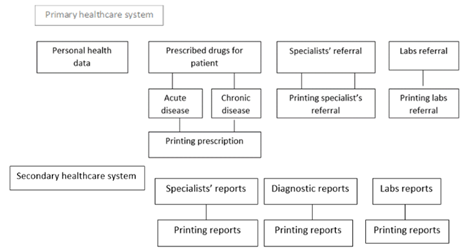 Primary healthcare system
Personal health
data
Prescribed drugs for
patient
Specialists' referral
Labs referral
Acute
disease
Chronic
disease
Printing specialist's
referral
Printing labs
referral
Printing prescription
Secondary healthcare system
Specialists' reports
Diagnostic reports
Labs reports
Printing reports
Printing reports
Printing reports